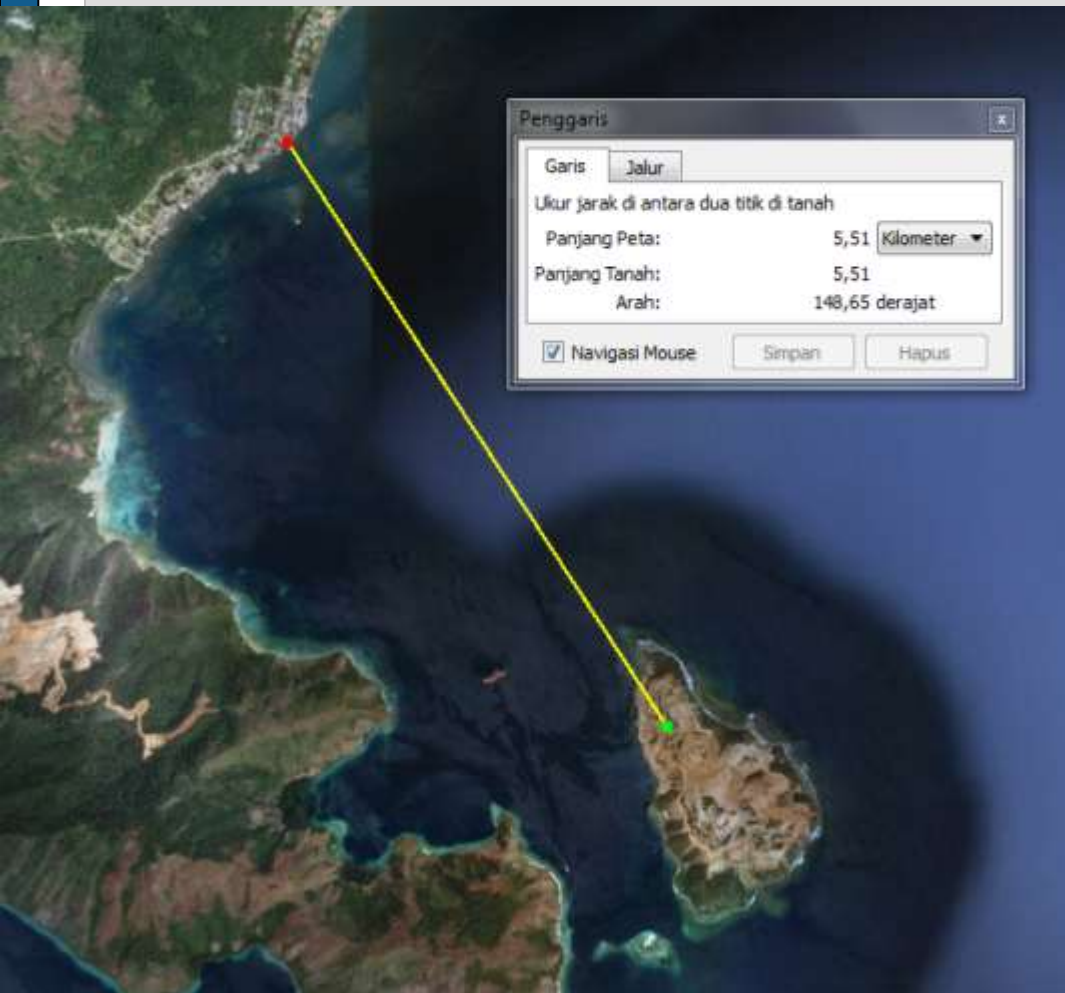 Penggaris
Garis Jalur
Ukur jarak di antara dua titik di tanah
Panjang Peta: 5,51 Kilometer
Panjang Tanah: 5,51
Arah: 148,65 derajat
Navigasi Mouse Simpan Hapus